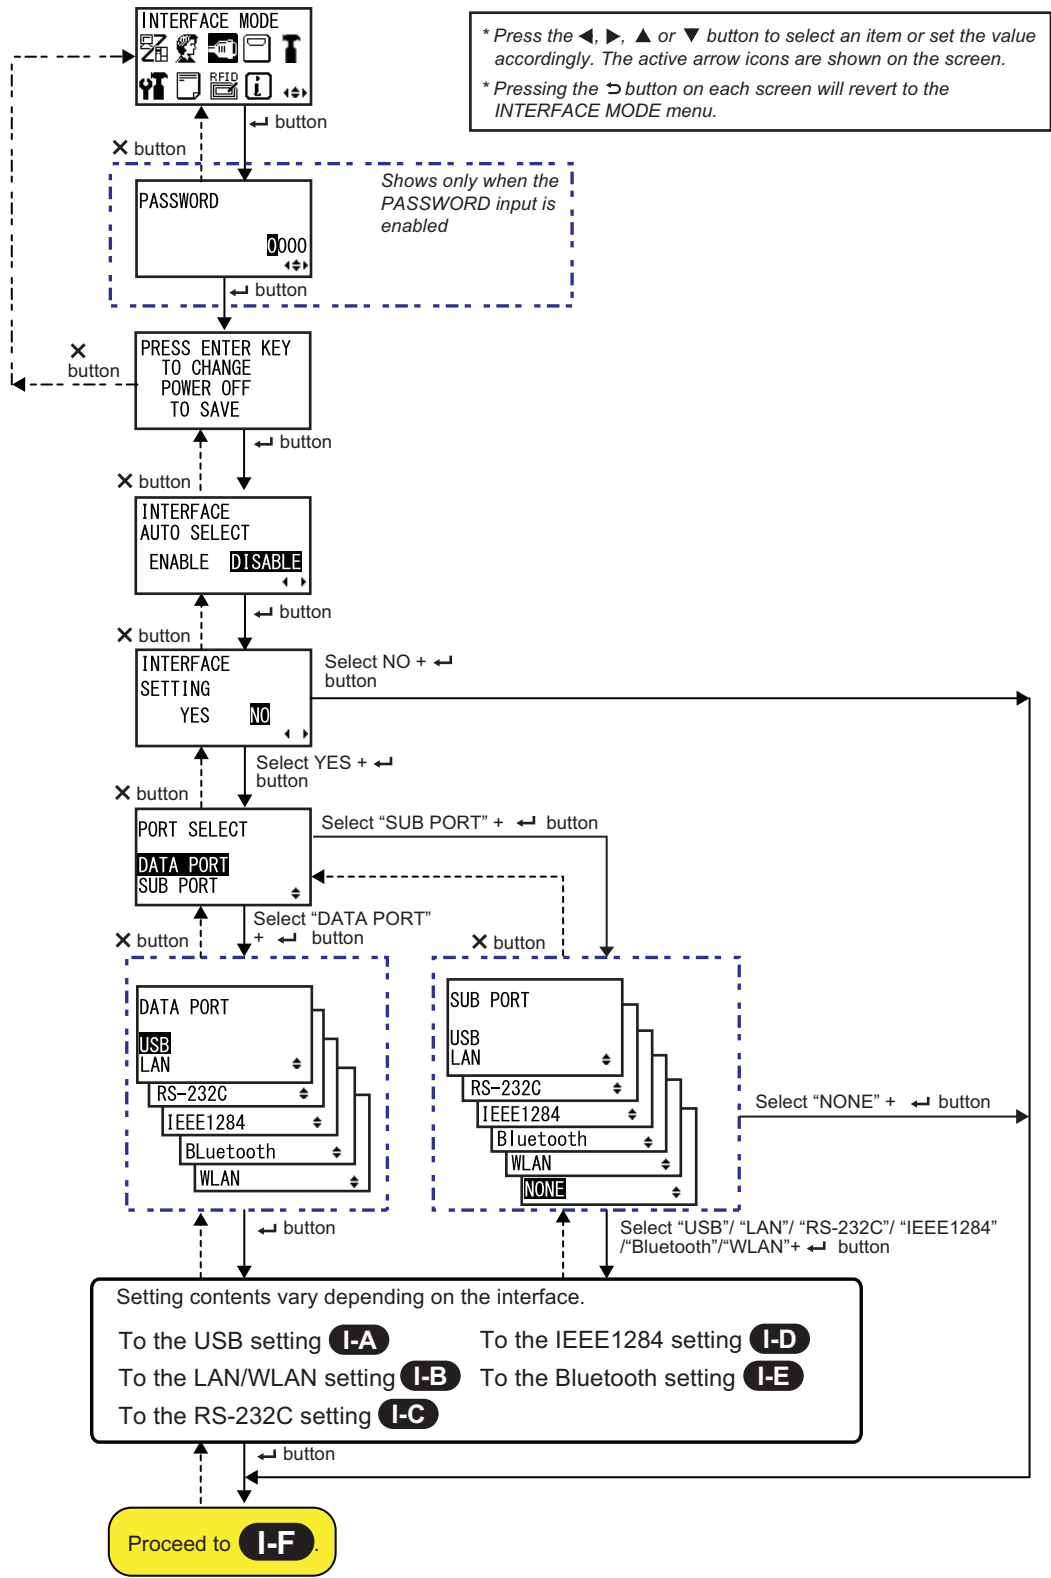 INTERFACE MODE
RFID
* Press the ◀, ▶, ▲ or ▼ button to select an item or set the value
accordingly. The active arrow icons are shown on the screen.
* Pressing the ⮌ button on each screen will revert to the
INTERFACE MODE menu.
↵ button
✕ button
PASSWORD
0000
Shows only when the
PASSWORD input is
enabled
↵ button
PRESS ENTER KEY
TO CHANGE
POWER OFF
TO SAVE
✕
button
↵ button
✕ button
INTERFACE
AUTO SELECT
ENABLE DISABLE
↵ button
✕ button
INTERFACE
SETTING
YES NO
Select NO + ↵
button
Select YES + ↵
button
✕ button
PORT SELECT
DATA PORT
SUB PORT
Select “SUB PORT” + ↵ button
Select “DATA PORT”
+ ↵ button
✕ button
✕ button
DATA PORT
USB
LAN
RS-232C
IEEE1284
BLuetooth
WLAN
SUB PORT
USB
LAN
RS-232C
IEEE1284
Bluetooth
WLAN
NONE
Select “NONE” + ↵ button
↵ button
Select “USB”/ “LAN”/ “RS-232C”/ “IEEE1284”
/“Bluetooth”/“WLAN”+ ↵ button
Setting contents vary depending on the interface.
To the USB setting I-A
To the LAN/WLAN setting I-B
To the RS-232C setting I-C
To the IEEE1284 setting I-D
To the Bluetooth setting I-E
↵ button
Proceed to I-F .